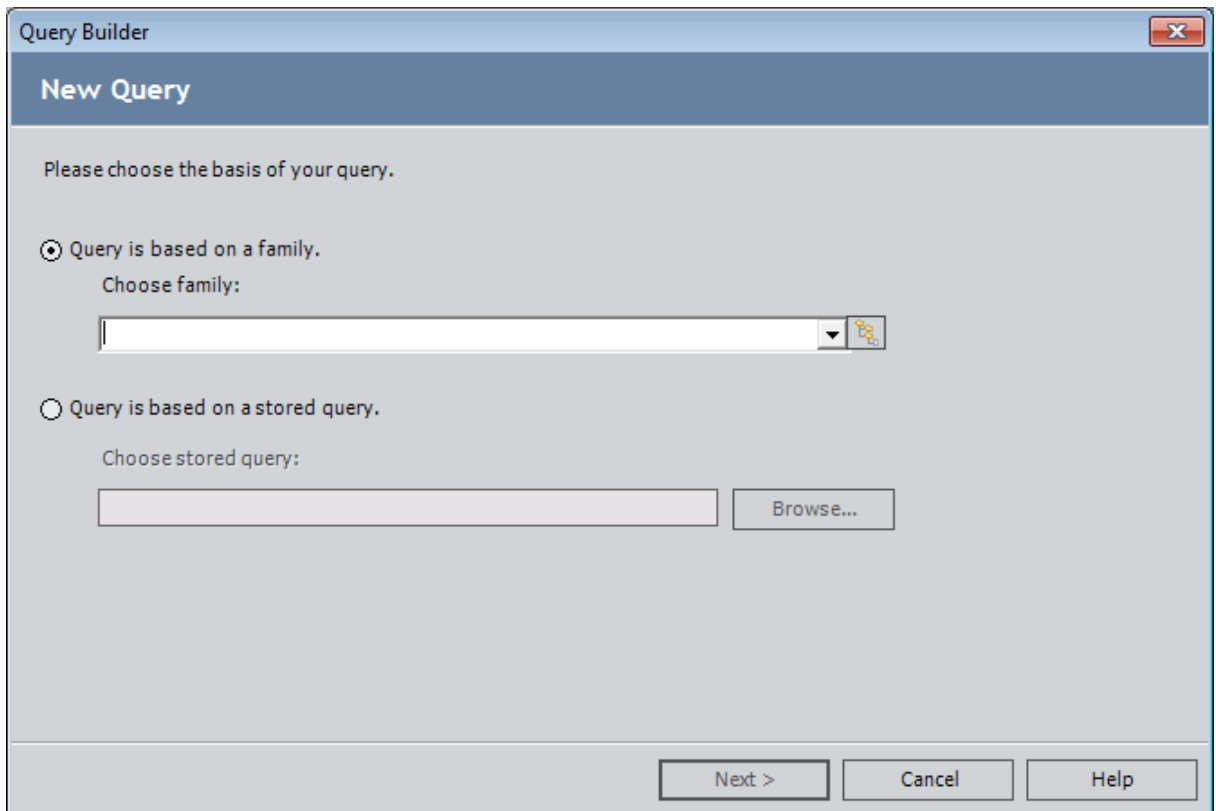 Query Builder
New Query
Please choose the basis of your query.
Query is based on a family.
Choose family:
Query is based on a stored query.
Choose stored query:
Browse...
Next >
Cancel
Help